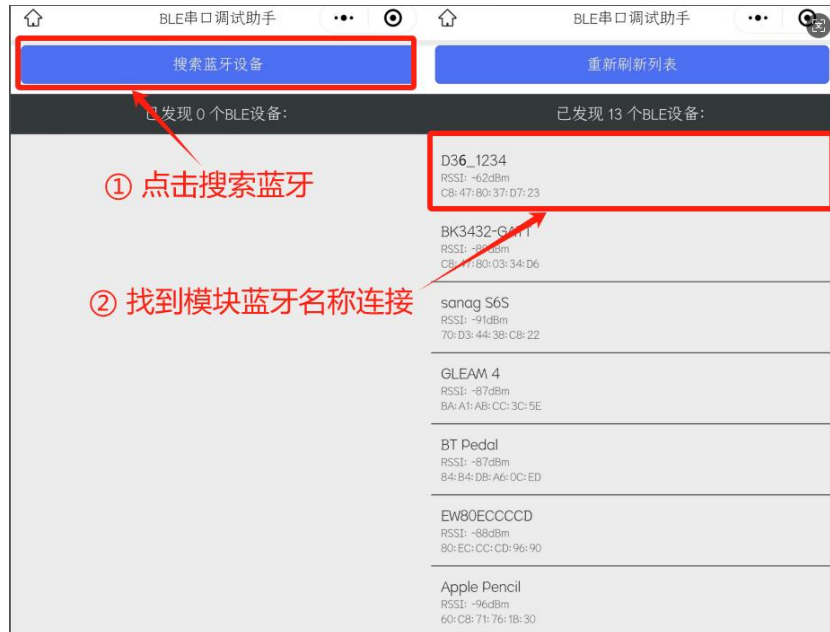 BLE串口调试助手
搜索蓝牙设备
已发现 0 个BLE设备:
① 点击搜索蓝牙
② 找到模块蓝牙名称连接
BLE串口调试助手
重新刷新列表
已发现 13 个BLE设备:
D36_1234
RSSI: -62dBm
C8:47:80:37:D7:23
BK3432-GATT
RSSI: -88dBm
C8:47:80:03:34:D6
sanag S6S
RSSI: -91dBm
70:D3:44:38:C8:22
GLEAM 4
RSSI: -87dBm
BA:A1:AB:CC:3C:5E
BT Pedal
RSSI: -87dBm
84:B4:DB:A6:0C:ED
EW80ECCCCD
RSSI: -88dBm
80:EC:CC:CD:96:90
Apple Pencil
RSSI: -96dBm
60:C8:71:76:1B:30